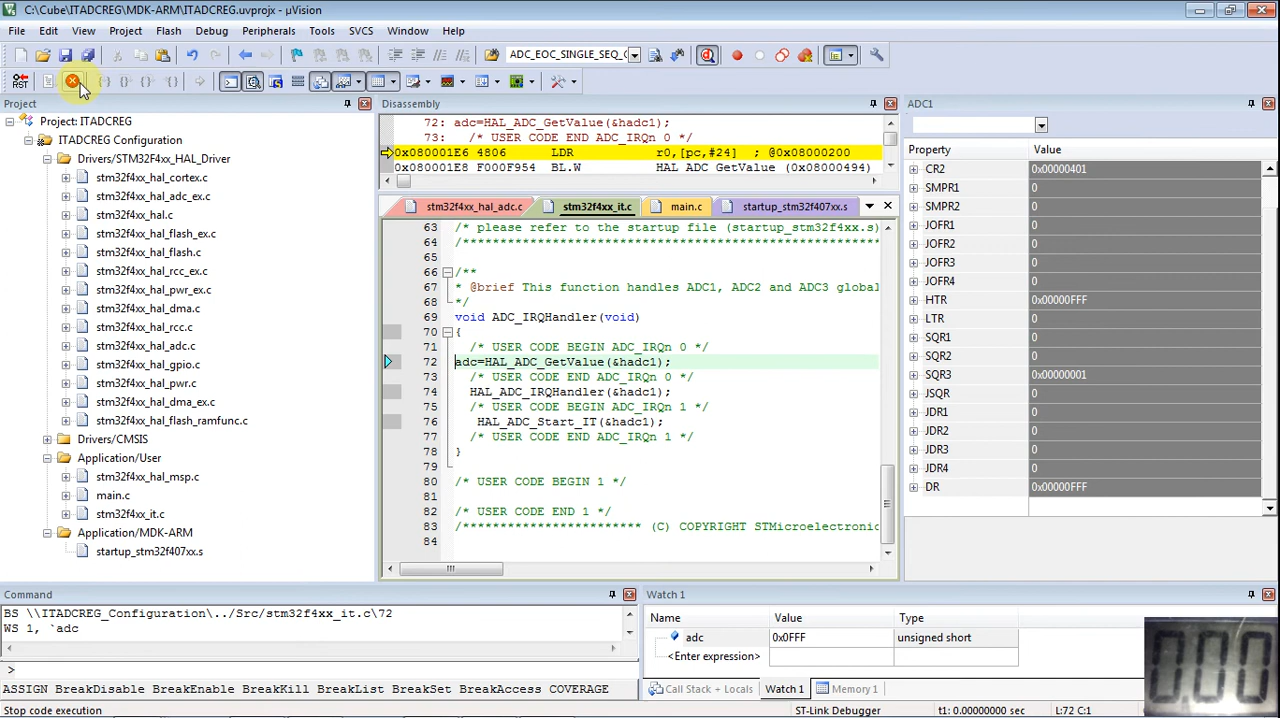 C:\Cube\ITADCREG\MDK-ARM\ITADCREG.uvprojx - µVision
File Edit View Project Flash Debug Peripherals Tools SVCS Window Help
ADC_EOC_SINGLE_SEQ_C
RST
Project
Project: ITADCREG
ITADCREG Configuration
Drivers/STM32F4xx_HAL_Driver
stm32f4xx_hal_cortex.c
stm32f4xx_hal_adc_ex.c
stm32f4xx_hal.c
stm32f4xx_hal_flash_ex.c
stm32f4xx_hal_flash.c
stm32f4xx_hal_rcc_ex.c
stm32f4xx_hal_pwr_ex.c
stm32f4xx_hal_dma.c
stm32f4xx_hal_rcc.c
stm32f4xx_hal_adc.c
stm32f4xx_hal_gpio.c
stm32f4xx_hal_pwr.c
stm32f4xx_hal_dma_ex.c
stm32f4xx_hal_flash_ramfunc.c
Drivers/CMSIS
Application/User
stm32f4xx_hal_msp.c
main.c
stm32f4xx_it.c
Application/MDK-ARM
startup_stm32f407xx.s
Disassembly
72: adc=HAL_ADC_GetValue(&hadc1);
73: /* USER CODE END ADC_IRQn 0 */
0x080001E6 4806 LDR r0,[pc,#24] ; @0x08000200
0x080001E8 F000F954 BL.W HAL_ADC_GetValue (0x08000494)
stm32f4xx_hal_adc.c stm32f4xx_it.c main.c startup_stm32f407xx.s
63 /* please refer to the startup file (startup_stm32f4xx.s)
64 /*********************************************************
65
66 /**
67 * @brief This function handles ADC1, ADC2 and ADC3 global
68 */
69 void ADC_IRQHandler(void)
70 {
71 /* USER CODE BEGIN ADC_IRQn 0 */
72 adc=HAL_ADC_GetValue(&hadc1);
73 /* USER CODE END ADC_IRQn 0 */
74 HAL_ADC_IRQHandler(&hadc1);
75 /* USER CODE BEGIN ADC_IRQn 1 */
76 HAL_ADC_Start_IT(&hadc1);
77 /* USER CODE END ADC_IRQn 1 */
78 }
79
80 /* USER CODE BEGIN 1 */
81
82 /* USER CODE END 1 */
83 /************************ (C) COPYRIGHT STMicroelectronic
84
ADC1
Property Value
CR2 0x00000401
SMPR1 0
SMPR2 0
JOFR1 0
JOFR2 0
JOFR3 0
JOFR4 0
HTR 0x00000FFF
LTR 0
SQR1 0
SQR2 0
SQR3 0x00000001
JSQR 0
JDR1 0
JDR2 0
JDR3 0
JDR4 0
DR 0x00000FFF
Command
BS \\ITADCREG_Configuration\../Src/stm32f4xx_it.c\72
WS 1, `adc
>
ASSIGN BreakDisable BreakEnable BreakKill BreakList BreakSet BreakAccess COVERAGE
Watch 1
Name Value Type
adc 0x0FFF unsigned short
<Enter expression>
Call Stack + Locals Watch 1 Memory 1
0.00
Stop code execution ST-Link Debugger t1: 0.00000000 sec L:72 C:1